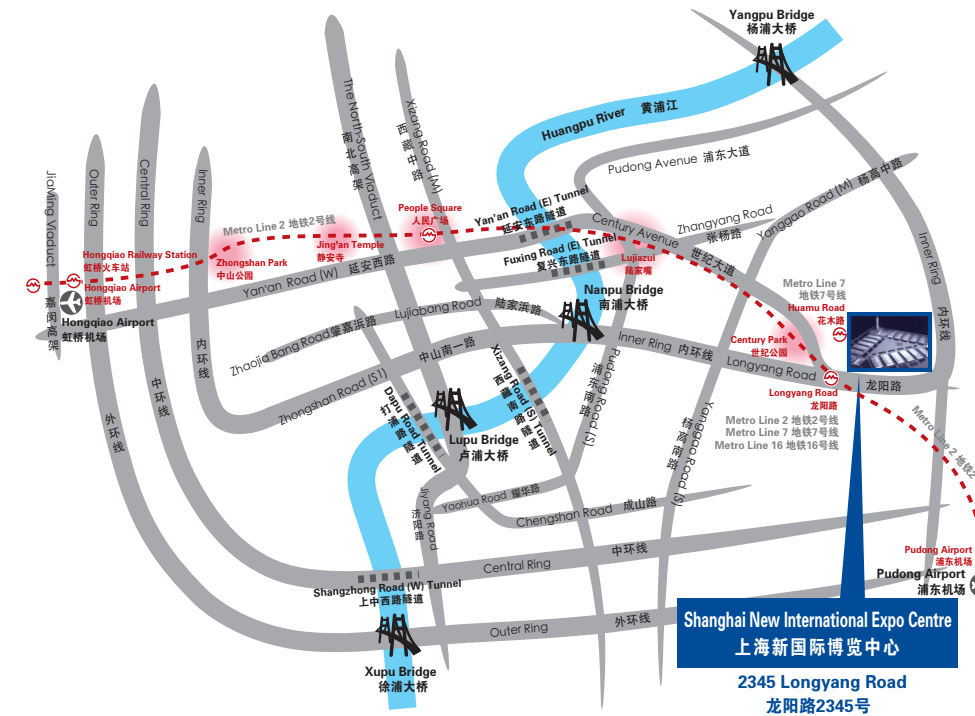 Yangpu Bridge
杨浦大桥
Huangpu River 黄浦江
Pudong Avenue 浦东大道
Yanggao Road (M) 杨高中路
Zhangyang Road
张杨路
The North-South Viaduct
南北高架
Xizang Road (M)
西藏中路
JiaMing Viaduct
嘉闵高架
Outer Ring
外环线
Central Ring
中环线
Inner Ring
内环线
Metro Line 2 地铁2号线
People Square
人民广场
Jing'an Temple
静安寺
Zhongshan Park
中山公园
Hongqiao Railway Station
虹桥火车站
Hongqiao Airport
虹桥机场
Hongqiao Airport
虹桥机场
Yan'an Road (W) 延安西路
Yan'an Road (E) Tunnel
延安东路隧道
Fuxing Road (E) Tunnel
复兴东路隧道
Century Avenue 世纪大道
Lujiazui
陆家嘴
Nanpu Bridge
南浦大桥
Metro Line 7
地铁7号线
Huamu Road
花木路
Century Park
世纪公园
Inner Ring
内环线
Inner Ring 内环线
Longyang Road
龙阳路
Longyang Road
龙阳路
Metro Line 2 地铁2号线
Metro Line 7 地铁7号线
Metro Line 16 地铁16号线
Metro Line 2 地铁2
Lujiabang Road 陆家浜路
Zhaojia Bang Road 肇嘉浜路
Zhongshan Road (S1) 中山南一路
Dapu Road Tunnel
打浦路隧道
Xizang Road (S) Tunnel
西藏南路隧道
Pudong Road (S)
浦东南路
Yanggao Road (S)
杨高南路
Lupu Bridge
卢浦大桥
Jiyang Road
济阳路
Yaohua Road 耀华路
Chengshan Road 成山路
Central Ring 中环线
Shangzhong Road (W) Tunnel
上中西路隧道
Outer Ring 外环线
Xupu Bridge
徐浦大桥
Pudong Airport
浦东机场
Pudong Airport
浦东机场
Shanghai New International Expo Centre
上海新国际博览中心
2345 Longyang Road
龙阳路2345号